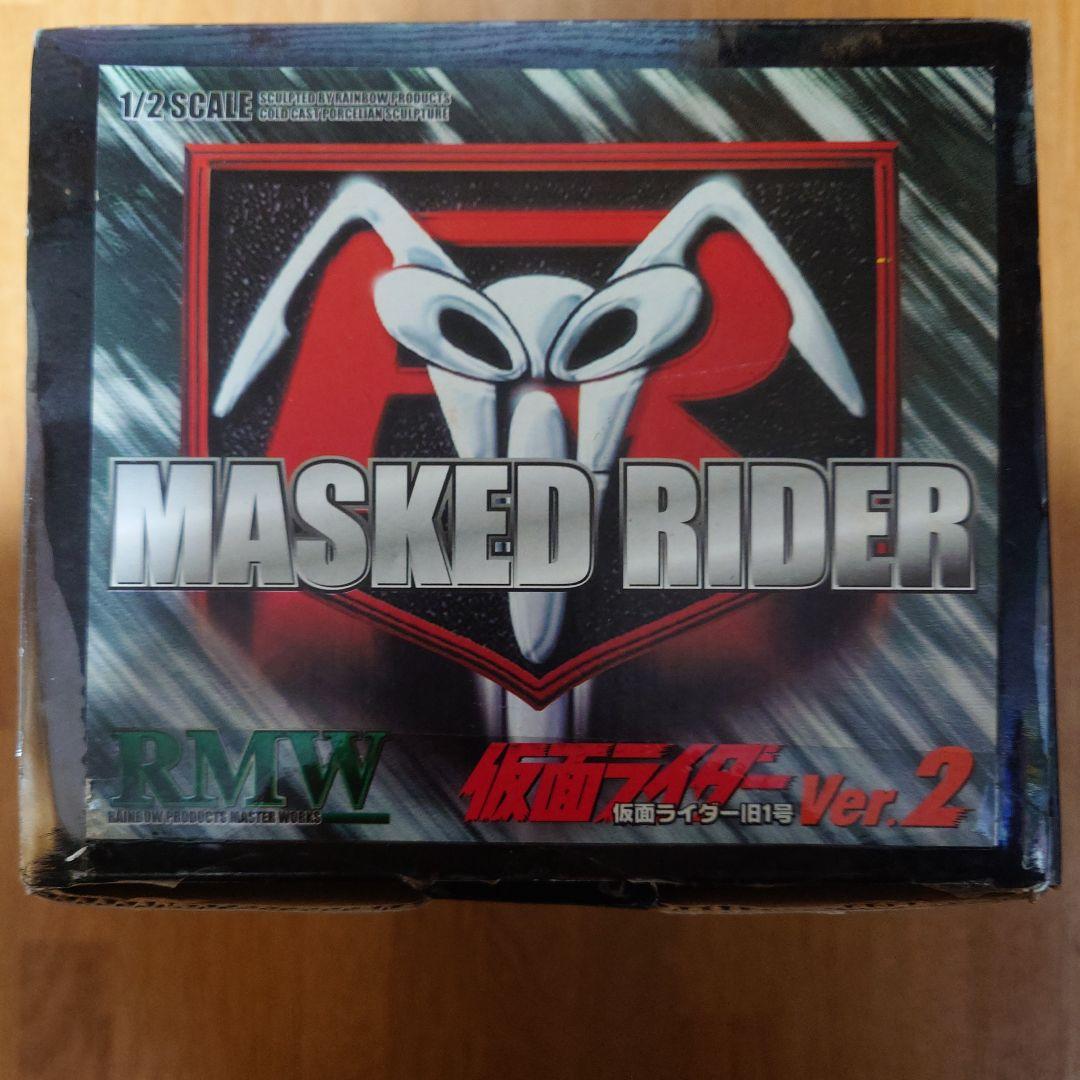 1/2 SCALE
SCULPTED BY RAINBOW PRODUCTS
COLD CAST PORCELIAN SCULPTURE
MASKED RIDER
RMW
RAINBOW PRODUCTS MASTER WORKS
仮面ライダー Ver.2
仮面ライダー旧1号